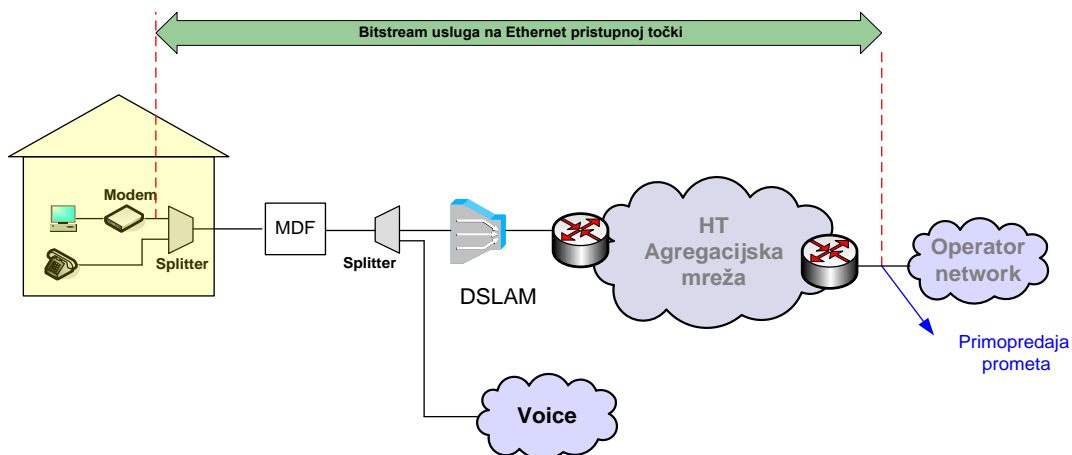 Bitstream usluga na Ethernet pristupnoj točki
Modem
Splitter
MDF
Splitter
DSLAM
HT
Agregacijska
mreža
Operator
network
Primopredaja
prometa
Voice